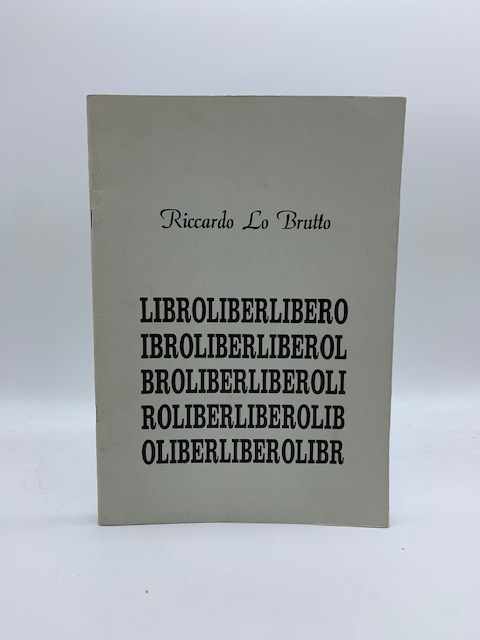 Riccardo Lo Brutto
LIBROLIBERLIBERO
IBROLIBERLIBEROL
BROLIBERLIBEROLI
ROLIBERLIBEROLIB
OLIBERLIBEROLIBR